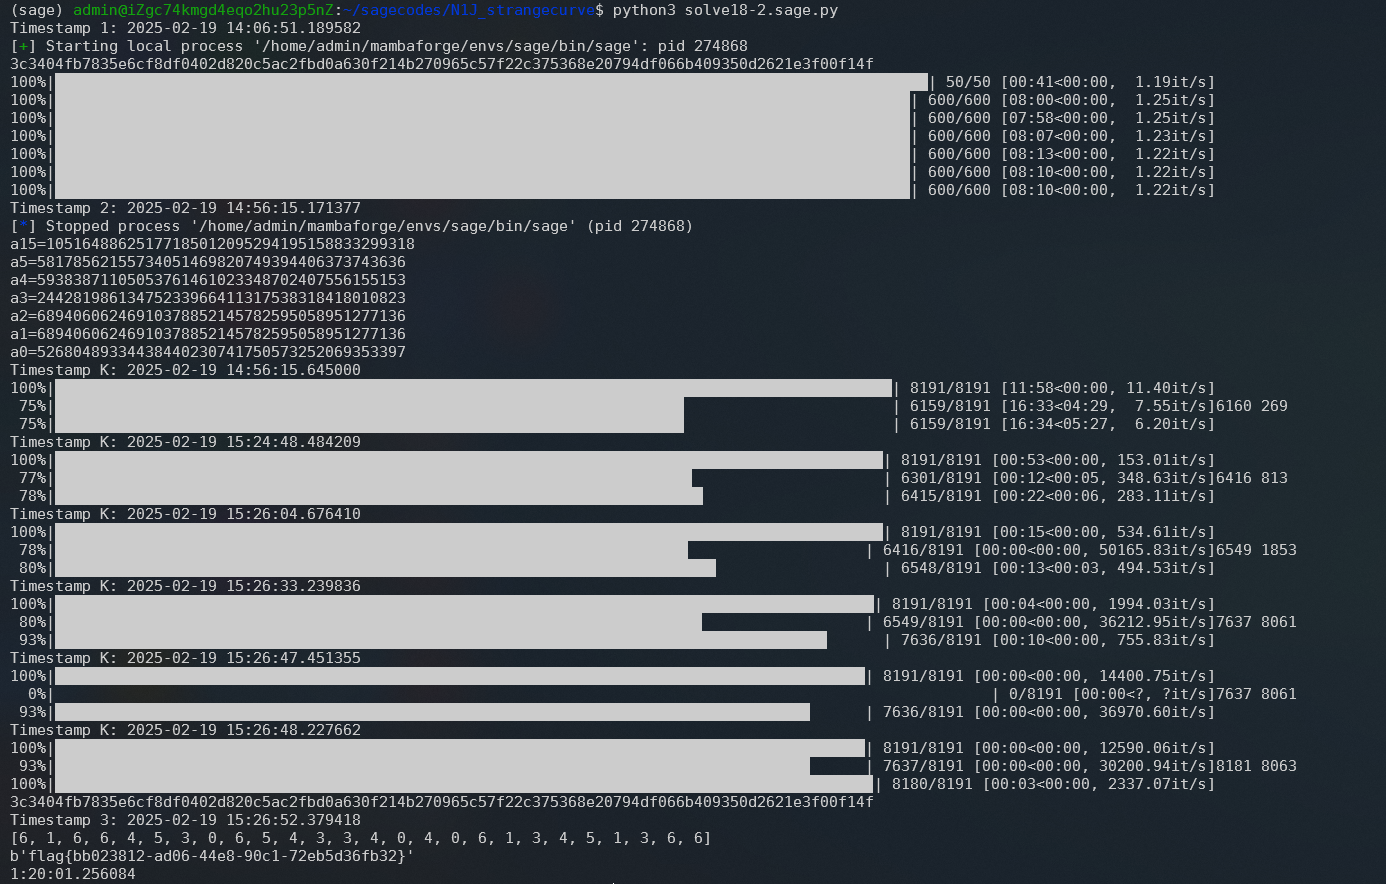 (sage) admin@iZgc74kmgd4eqo2hu23p5nZ:~/sagecodes/N1J_strangecurve$ python3 solve18-2.sage.py
Timestamp 1: 2025-02-19 14:06:51.189582
[+] Starting local process '/home/admin/mambaforge/envs/sage/bin/sage': pid 274868
3c3404fb7835e6cf8df0402d820c5ac2fbd0a630f214b270965c57f22c375368e20794df066b409350d2621e3f00f14f
100%| | 50/50 [00:41<00:00,  1.19it/s]
100%| | 600/600 [08:00<00:00,  1.25it/s]
100%| | 600/600 [07:58<00:00,  1.25it/s]
100%| | 600/600 [08:07<00:00,  1.23it/s]
100%| | 600/600 [08:13<00:00,  1.22it/s]
100%| | 600/600 [08:10<00:00,  1.22it/s]
100%| | 600/600 [08:10<00:00,  1.22it/s]
Timestamp 2: 2025-02-19 14:56:15.171377
[*] Stopped process '/home/admin/mambaforge/envs/sage/bin/sage' (pid 274868)
a15=105164886251771850120952941951588332​99318
a5=58178562155734051469820749394406373743636
a4=59383871105053761461023348702407556155153
a3=24428198613475233966411317538318418010823
a2=68940606246910378852145782595058951277136
a1=68940606246910378852145782595058951277136
a0=52680489334438440230741750573252069353397
Timestamp K: 2025-02-19 14:56:15.645000
100%| | 8191/8191 [11:58<00:00, 11.40it/s]
75%| | 6159/8191 [16:33<04:29,  7.55it/s]6160 269
75%| | 6159/8191 [16:34<05:27,  6.20it/s]
Timestamp K: 2025-02-19 15:24:48.484209
100%| | 8191/8191 [00:53<00:00, 153.01it/s]
77%| | 6301/8191 [00:12<00:05, 348.63it/s]6416 813
78%| | 6415/8191 [00:22<00:06, 283.11it/s]
Timestamp K: 2025-02-19 15:26:04.676410
100%| | 8191/8191 [00:15<00:00, 534.61it/s]
78%| | 6416/8191 [00:00<00:00, 50165.83it/s]6549 1853
80%| | 6548/8191 [00:13<00:03, 494.53it/s]
Timestamp K: 2025-02-19 15:26:33.239836
100%| | 8191/8191 [00:04<00:00, 1994.03it/s]
80%| | 6549/8191 [00:00<00:00, 36212.95it/s]7637 8061
93%| | 7636/8191 [00:10<00:00, 755.83it/s]
Timestamp K: 2025-02-19 15:26:47.451355
100%| | 8191/8191 [00:00<00:00, 14400.75it/s]
0%| | 0/8191 [00:00<?, ?it/s]7637 8061
93%| | 7636/8191 [00:00<00:00, 36970.60it/s]
Timestamp K: 2025-02-19 15:26:48.227662
100%| | 8191/8191 [00:00<00:00, 12590.06it/s]
93%| | 7637/8191 [00:00<00:00, 30200.94it/s]8181 8063
100%| | 8180/8191 [00:03<00:00, 2337.07it/s]
3c3404fb7835e6cf8df0402d820c5ac2fbd0a630f214b270965c57f22c375368e20794df066b409350d2621e3f00f14f
Timestamp 3: 2025-02-19 15:26:52.379418
[6, 1, 6, 6, 4, 5, 3, 0, 6, 5, 4, 3, 3, 4, 0, 4, 0, 6, 1, 3, 4, 5, 1, 3, 6, 6]
b'flag{bb023812-ad06-44e8-90c1-72eb5d36fb32}'
1:20:01.256084